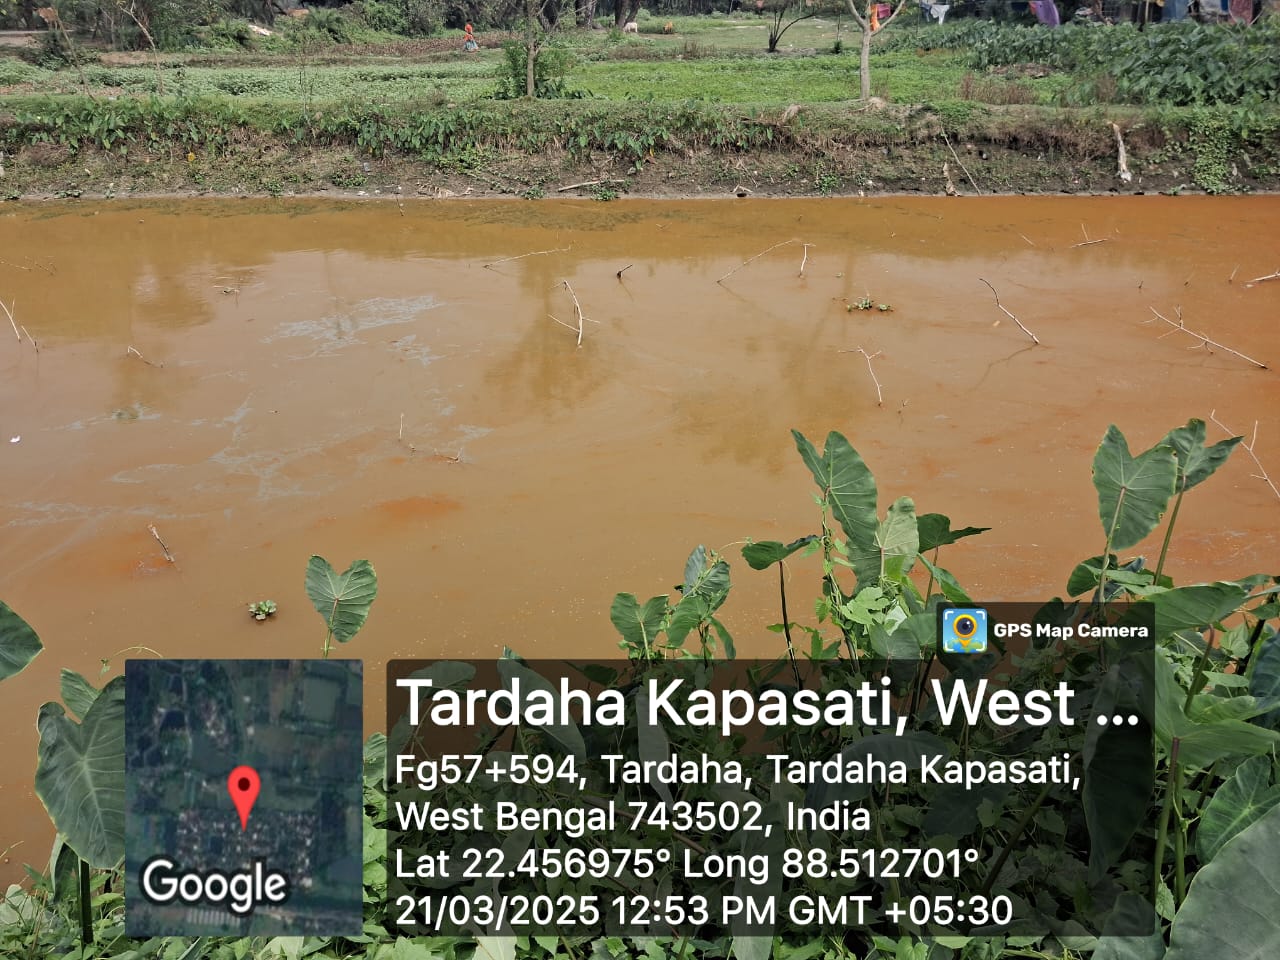 GPS Map Camera
Tardaha Kapasati, West ...
Fg57+594, Tardaha, Tardaha Kapasati,
West Bengal 743502, India
Lat 22.456975° Long 88.512701°
21/03/2025 12:53 PM GMT +05:30
Google